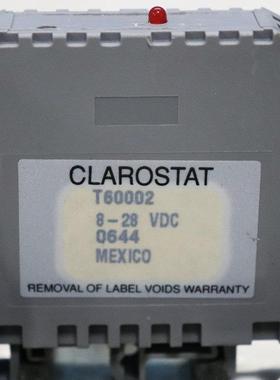 CLAROSTAT
T60002
8-28 VDC
0644
MEXICO
REMOVAL OF LABEL VOIDS WARRANTY